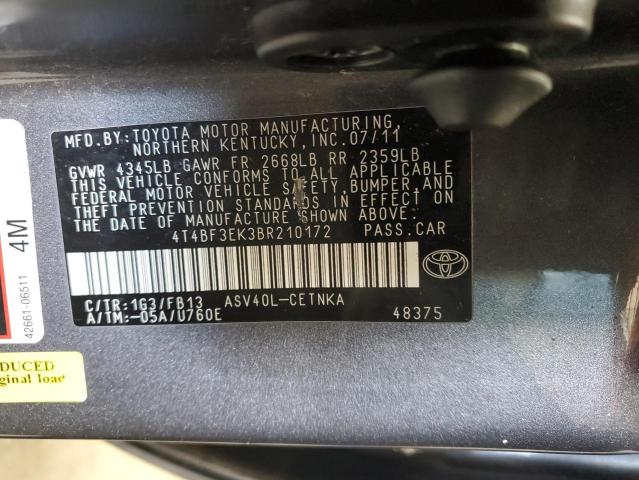 MFD.BY:TOYOTA MOTOR MANUFACTURING,
NORTHERN KENTUCKY,INC.07/11
GVWR 4345LB GAWR FR 2668LB RR 2359LB
THIS VEHICLE CONFORMS TO ALL APPLICABLE
FEDERAL MOTOR VEHICLE SAFETY,BUMPER,AND
THEFT PREVENTION STANDARDS IN EFFECT ON
THE DATE OF MANUFACTURE SHOWN ABOVE.
4T4BF3EK3BR210172 PASS.CAR
C/TR:1G3/FB13 ASV40L-CETNKA
A/TM:-05A/U760E 48375
42661-06511 4M
DUCED
ginal load